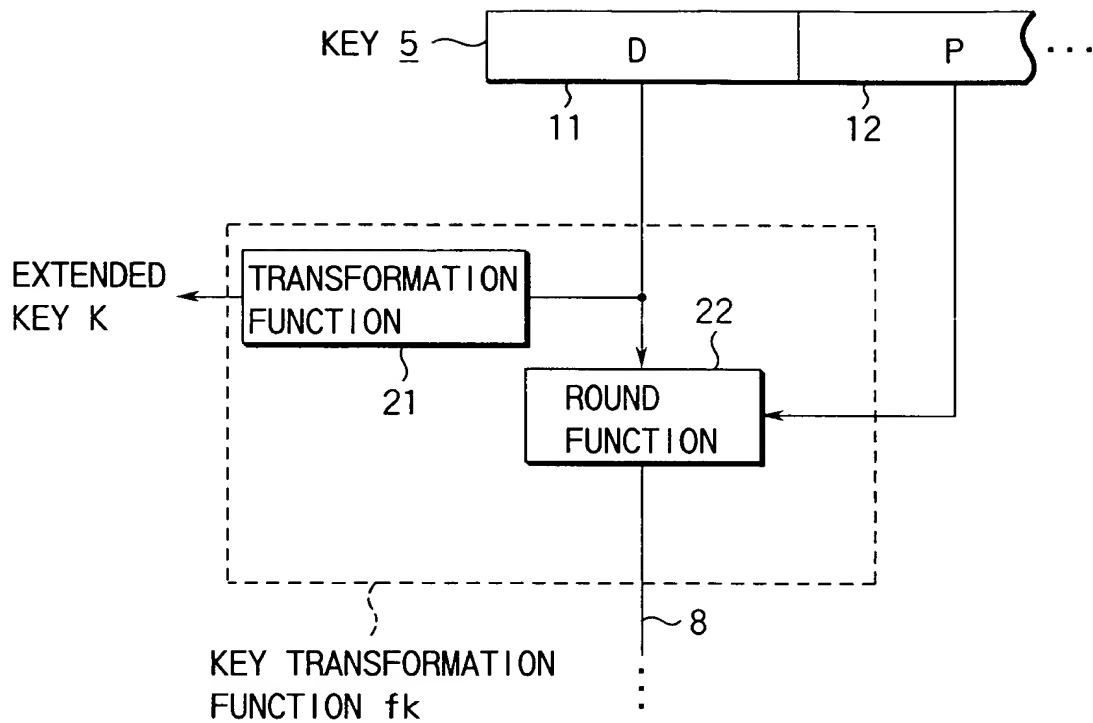 KEY 5
D
P
...
11
12
EXTENDED
KEY K
TRANSFORMATION
FUNCTION
21
22
ROUND
FUNCTION
8
KEY TRANSFORMATION
FUNCTION fk